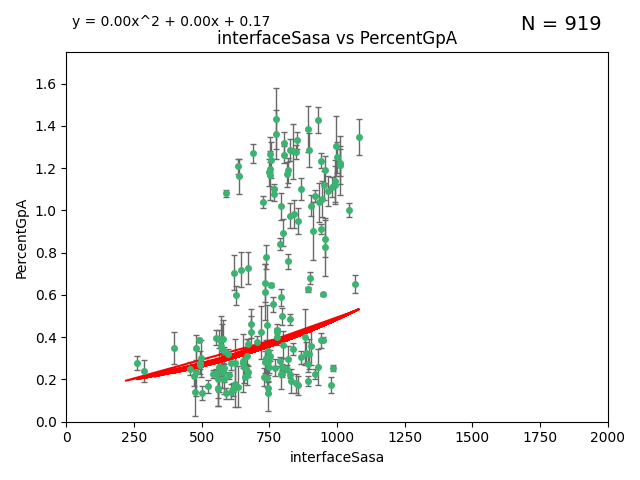 y = 0.00x^2 + 0.00x + 0.17
N = 919
interfaceSasa vs PercentGpA
1.6
1.4
1.2
1.0
0.8
0.6
0.4
0.2
0.0
PercentGpA
0 250 500 750 1000 1250 1500 1750 2000
interfaceSasa